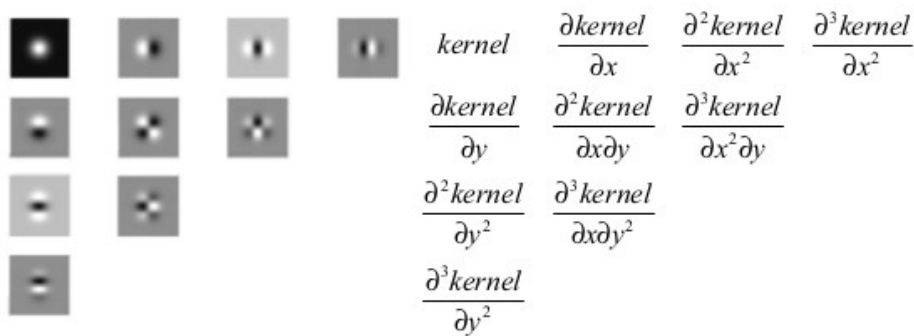 kernel ∂kernel/∂x ∂²kernel/∂x² ∂³kernel/∂x²
∂kernel/∂y ∂²kernel/∂x∂y ∂³kernel/∂x²∂y
∂²kernel/∂y² ∂³kernel/∂x∂y²
∂³kernel/∂y²